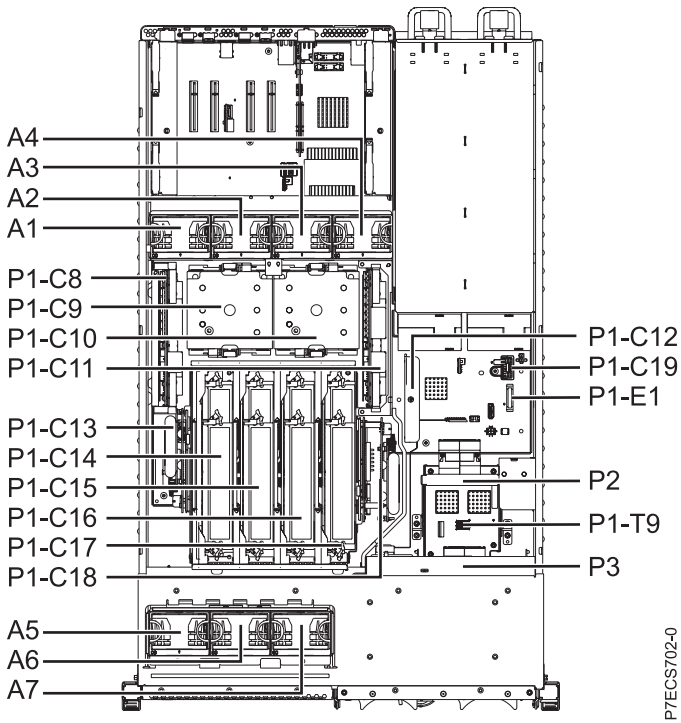 A4
A3
A2
A1
P1-C8
P1-C9
P1-C10
P1-C11
P1-C12
P1-C19
P1-E1
P1-C13
P1-C14
P1-C15
P1-C16
P1-C17
P1-C18
P2
P1-T9
P3
A5
A6
A7
P7ECS702-0